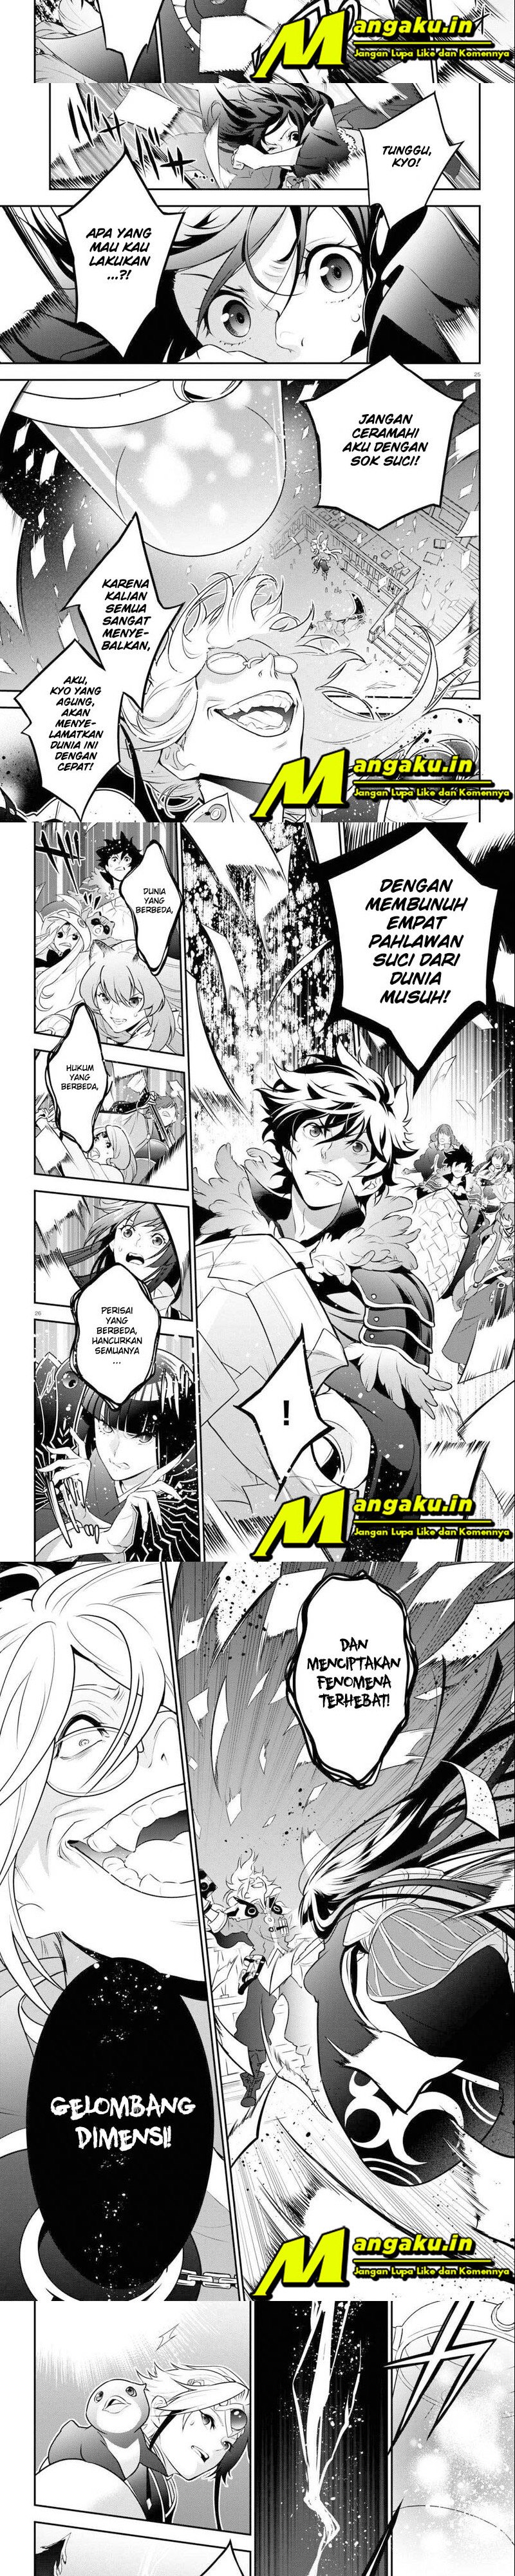 Mangaku.in
Jangan Lupa Like dan Komennya
TUNGGU,
KYO!
APA YANG
MAU KAU
LAKUKAN
...?!
25
JANGAN
CERAMAHI
AKU DENGAN
SOK SUCI!
KARENA
KALIAN
SEMUA
SANGAT
MENYE-
BALKAN,
AKU,
KYO YANG
AGUNG,
AKAN
MENYE-
LAMATKAN
DUNIA INI
DENGAN
CEPAT!
Mangaku.in
Jangan Lupa Like dan Komennya
DENGAN
MEMBUNUH
EMPAT
PAHLAWAN
SUCI DARI
DUNIA
MUSUH!
DUNIA
YANG
BERBEDA,
HUKUM
YANG
BERBEDA,
26
PERISAI
YANG
BERBEDA,
HANCURKAN
SEMUANYA
...
!
Mangaku.in
Jangan Lupa Like dan Komennya
DAN
MENCIPTAKAN
FENOMENA
TERHEBAT!
GELOMBANG
DIMENSI!
Mangaku.in
Jangan Lupa Like dan Komennya